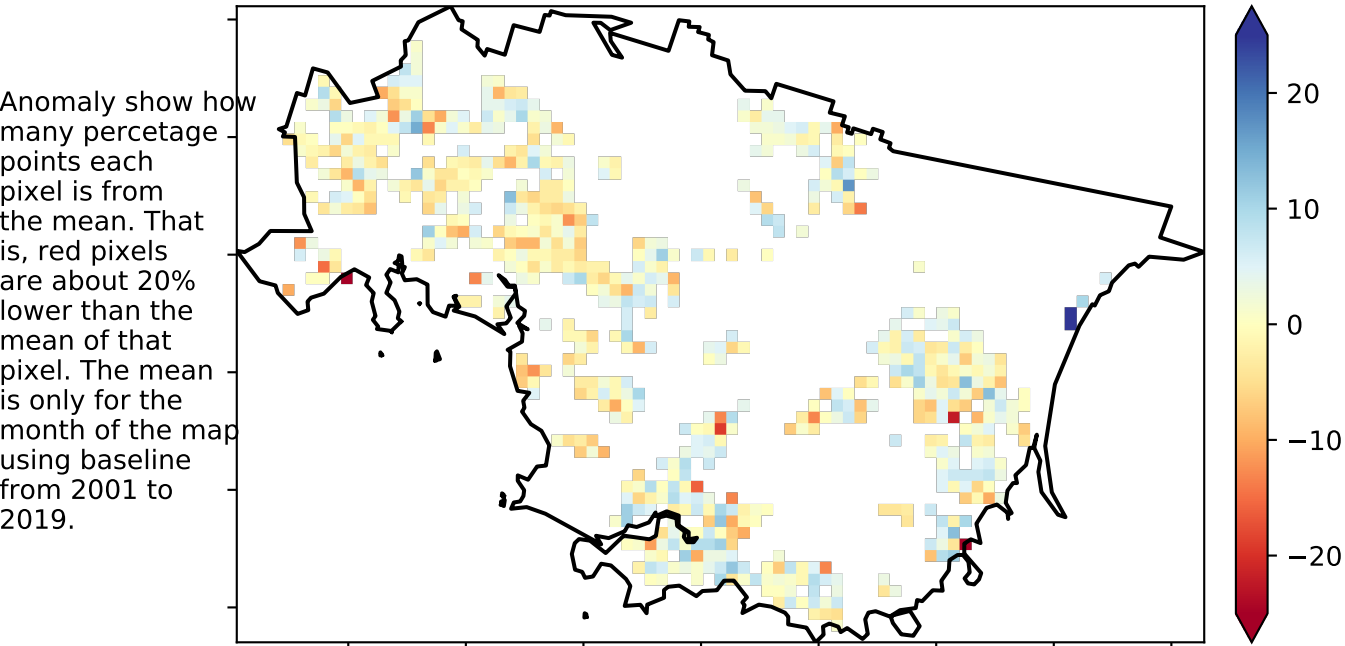 Anomaly show how
many percetage
points each
pixel is from
the mean. That
is, red pixels
are about 20%
lower than the
mean of that
pixel. The mean
is only for the
month of the map
using baseline
from 2001 to
2019.
20
10
0
−10
−20